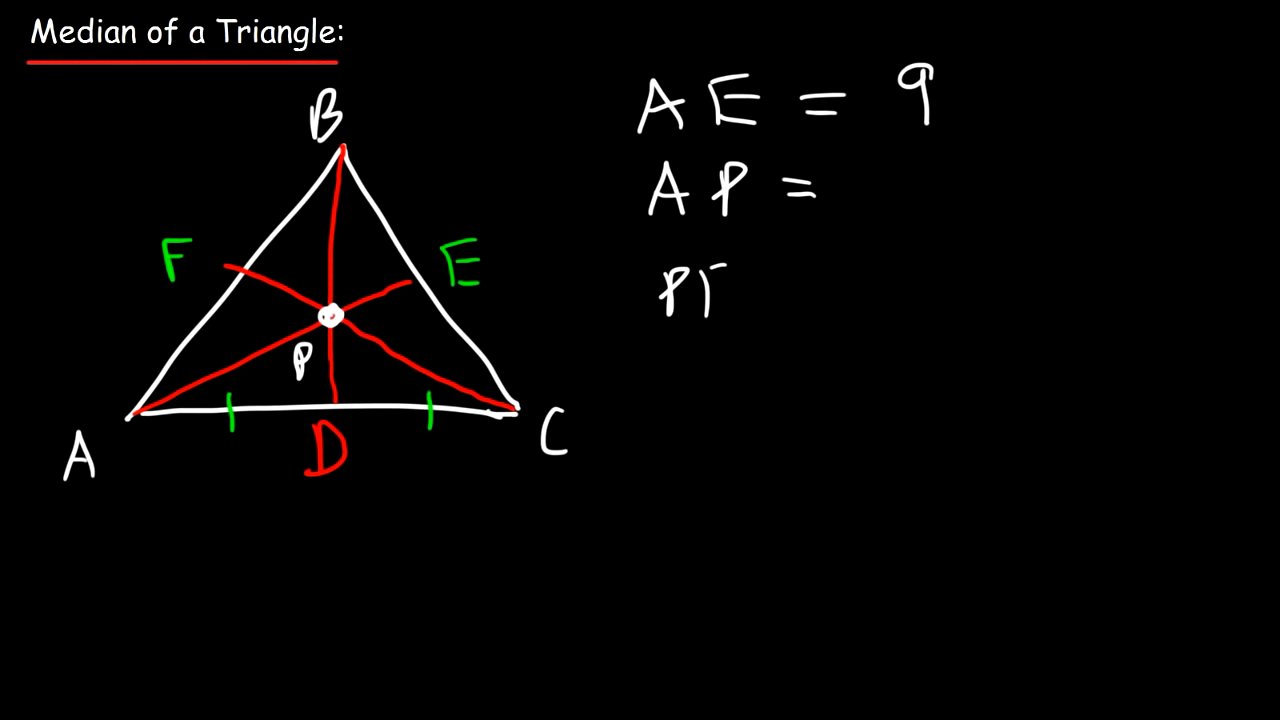 Median of a Triangle:
B
AE = 9
AP =
F
E
P
A
D
C